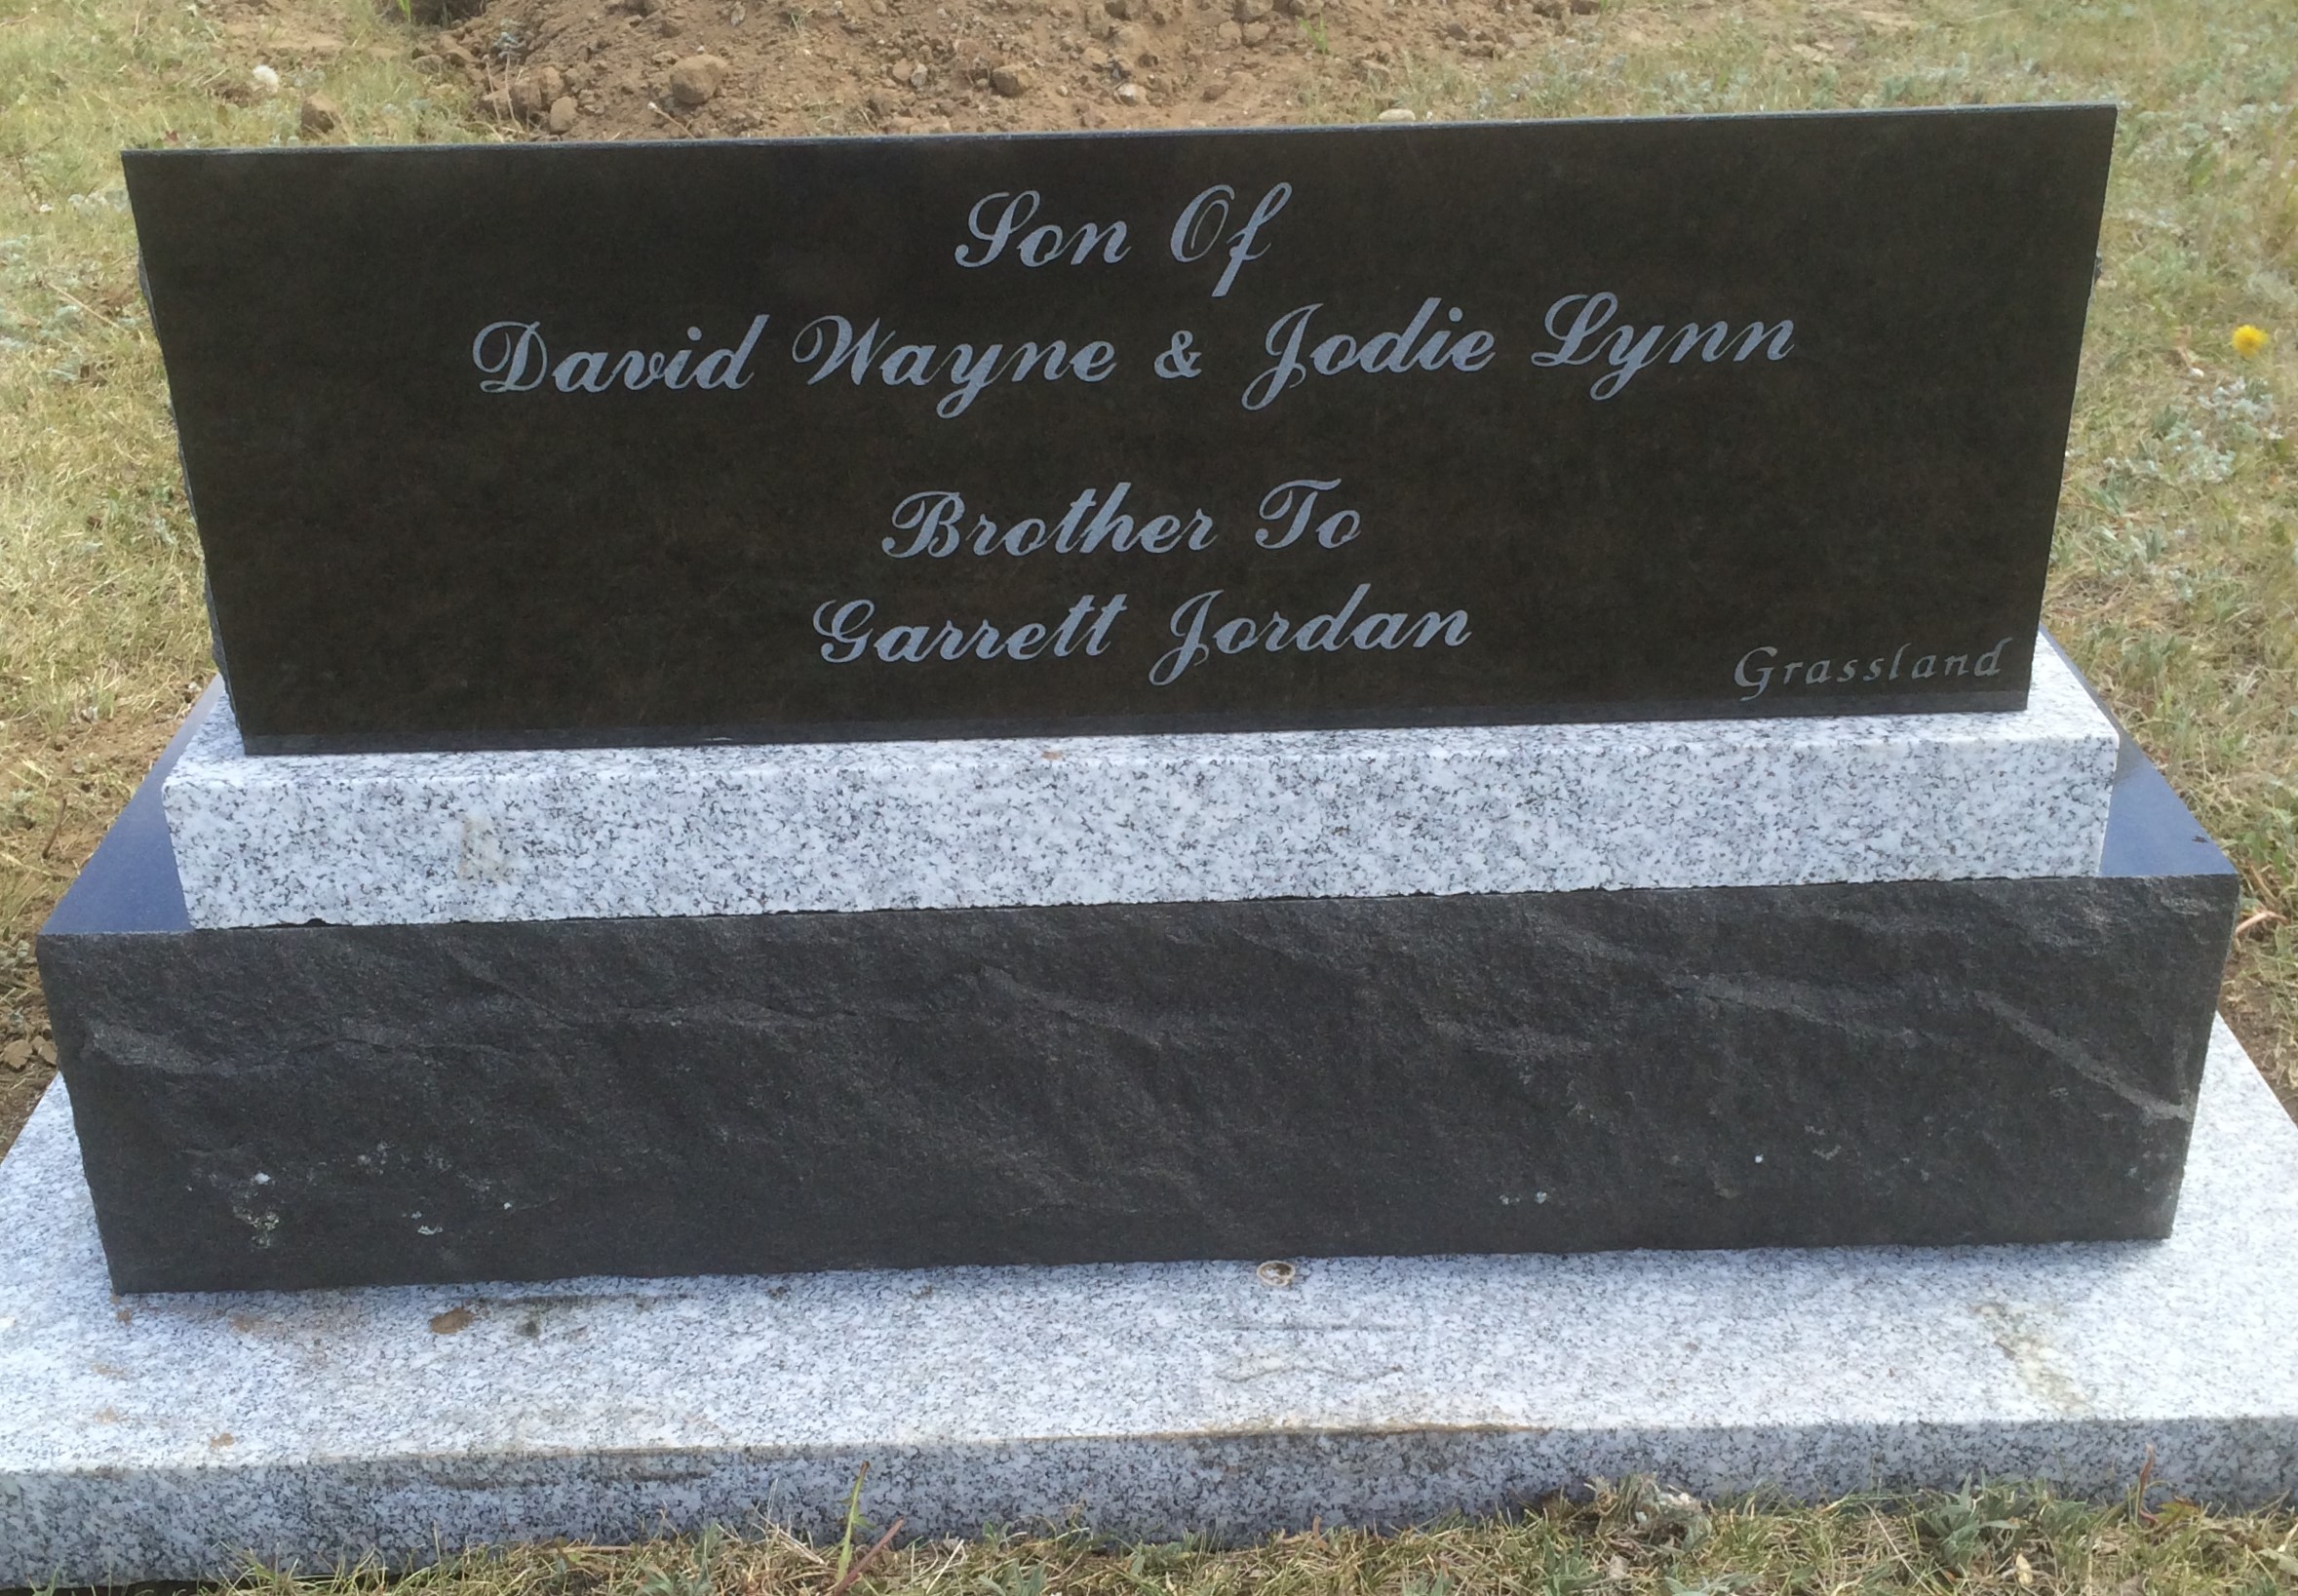 Son Of
David Wayne & Jodie Lynn
Brother To
Garrett Jordan
Grassland